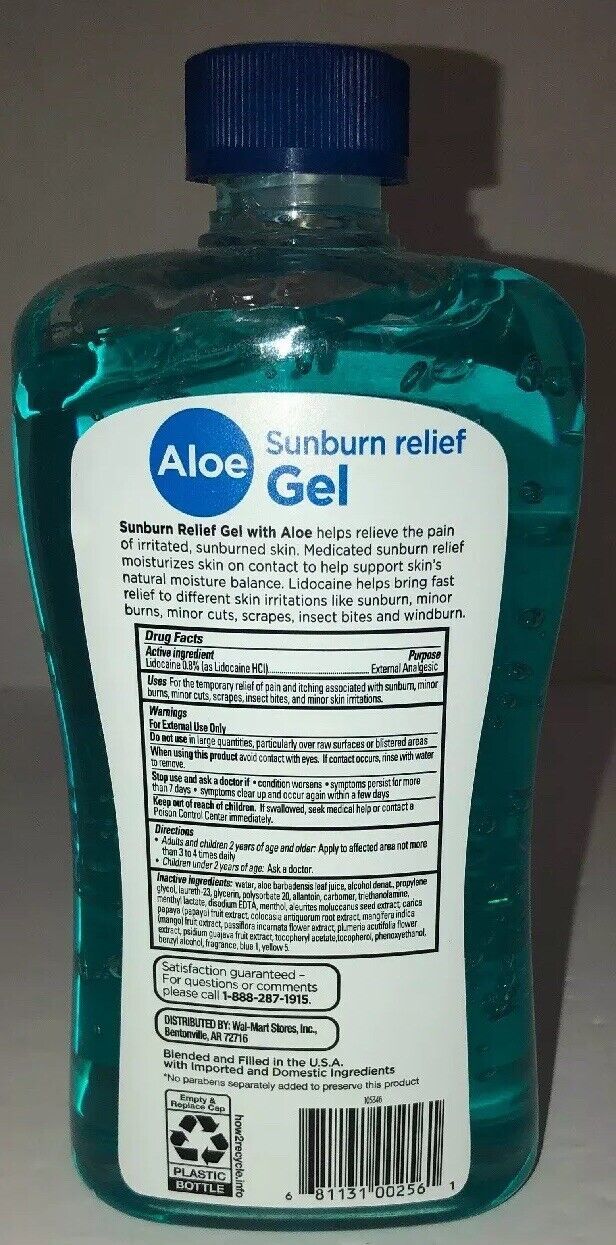 Aloe
Sunburn relief
Gel
Sunburn Relief Gel with Aloe helps relieve the pain
of irritated, sunburned skin. Medicated sunburn relief
moisturizes skin on contact to help support skin's
natural moisture balance. Lidocaine helps bring fast
relief to different skin irritations like sunburn, minor
burns, minor cuts, scrapes, insect bites and windburn.
Drug Facts
Active ingredient Purpose
Lidocaine 0.8% (as Lidocaine HCl)..................External Analgesic
Uses For the temporary relief of pain and itching associated with sunburn, minor
burns, minor cuts, scrapes, insect bites, and minor skin irritations.
Warnings
For External Use Only
Do not use in large quantities, particularly over raw surfaces or blistered areas
When using this product avoid contact with eyes. If contact occurs, rinse with water
to remove.
Stop use and ask a doctor if • condition worsens • symptoms persist for more
than 7 days • symptoms clear up and occur again within a few days
Keep out of reach of children. If swallowed, seek medical help or contact a
Poison Control Center immediately.
Directions
• Adults and children 2 years of age and older: Apply to affected area not more
than 3 to 4 times daily
• Children under 2 years of age: Ask a doctor.
Inactive ingredients: water, aloe barbadensis leaf juice, alcohol denat., propylene
glycol, laureth-23, glycerin, polysorbate 20, allantoin, carbomer, triethanolamine,
menthyl lactate, disodium EDTA, menthol, aleurites moluccanus seed extract, carica
papaya (papaya) fruit extract, colocasia antiquorum root extract, mangifera indica
(mango) fruit extract, passiflora incarnata flower extract, plumeria acutifolia flower
extract, psidium guajava fruit extract, tocopheryl acetate, tocopherol, phenoxyethanol,
benzyl alcohol, fragrance, blue 1, yellow 5.
Satisfaction guaranteed –
For questions or comments
please call 1-888-287-1915.
DISTRIBUTED BY: Wal-Mart Stores, Inc.,
Bentonville, AR 72716
Blended and Filled in the U.S.A.
with Imported and Domestic Ingredients
*No parabens separately added to preserve this product
Empty &
Replace Cap
PLASTIC
BOTTLE
how2recycle.info
105346
6 81131 00256 1